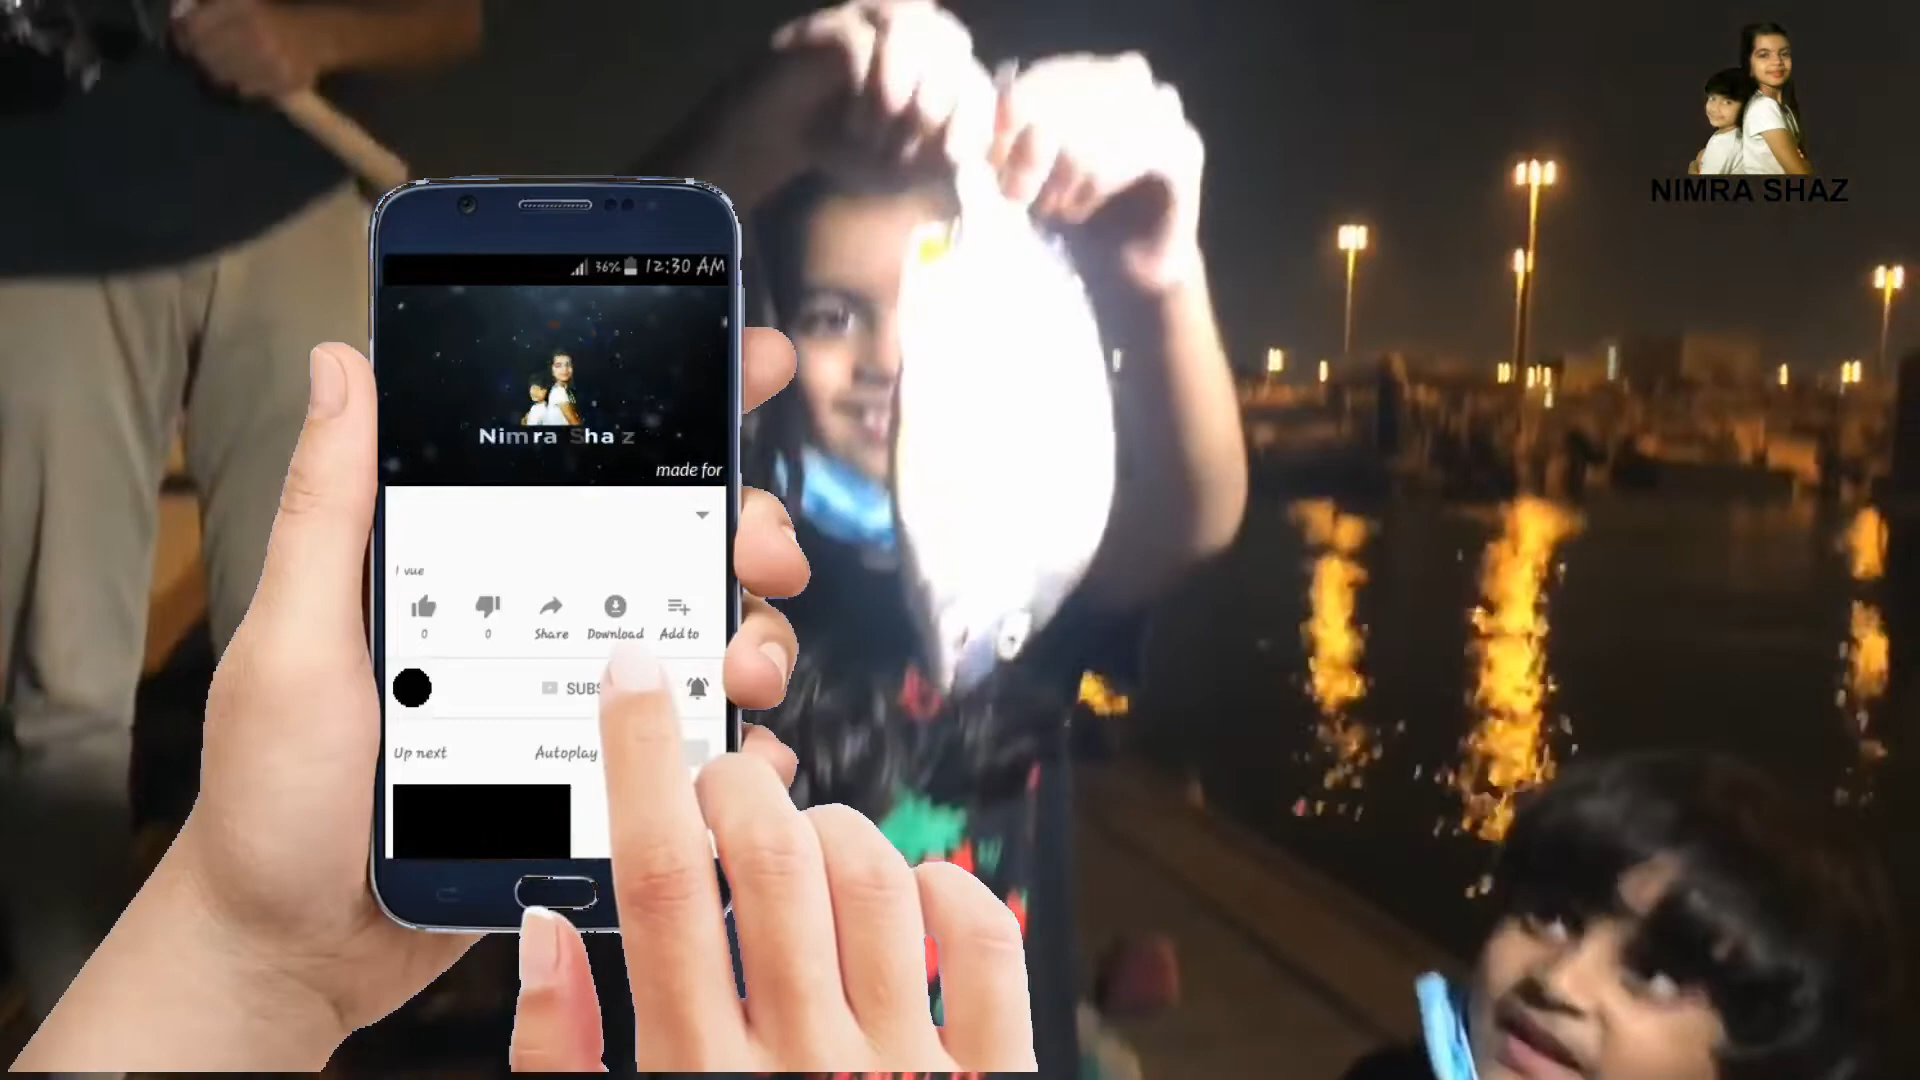 NIMRA SHAZ
36% 12:30 AM
Nimra Shaz
made for
1 vue
0 0 Share Download Add to
SUBS
Up next Autoplay